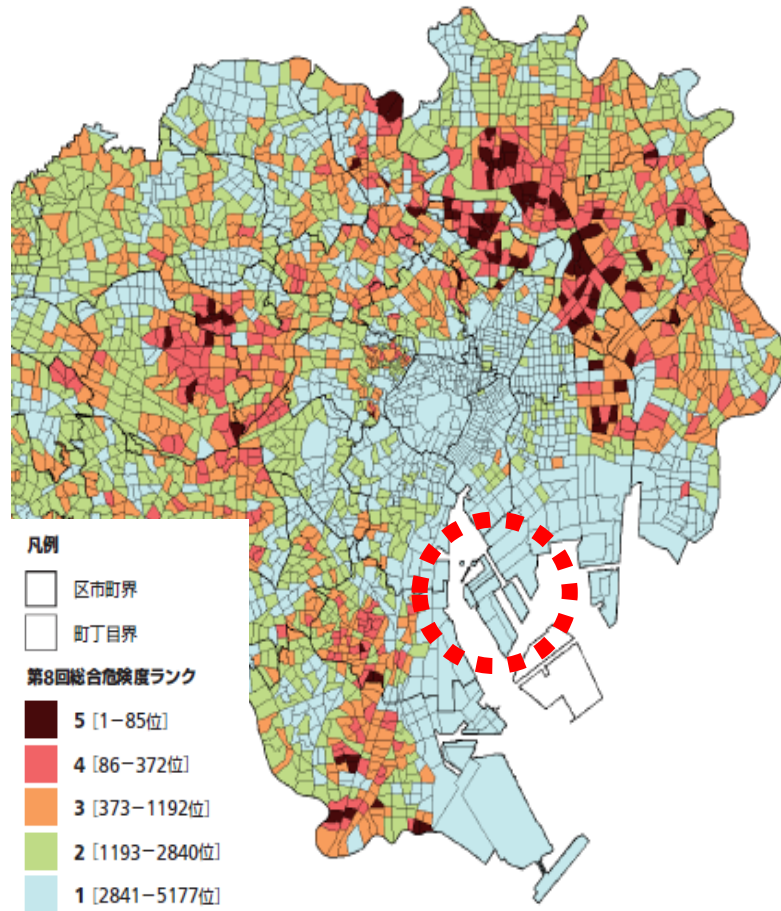 凡例
区市町界
町丁目界
第8回総合危険度ランク
5 [1−85位]
4 [86−372位]
3 [373−1192位]
2 [1193−2840位]
1 [2841−5177位]